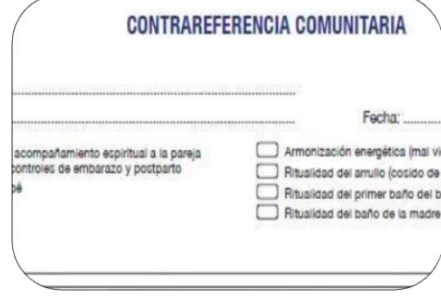 CONTRAREFERENCIA COMUNITARIA
Fecha:
acompañamiento espiritual a la pareja
controles de embarazo y postparto
Armonización energética (mal
Ritualidad del arrullo (cosido de
Ritualidad del primer baño del
Ritualidad del baño de la madre